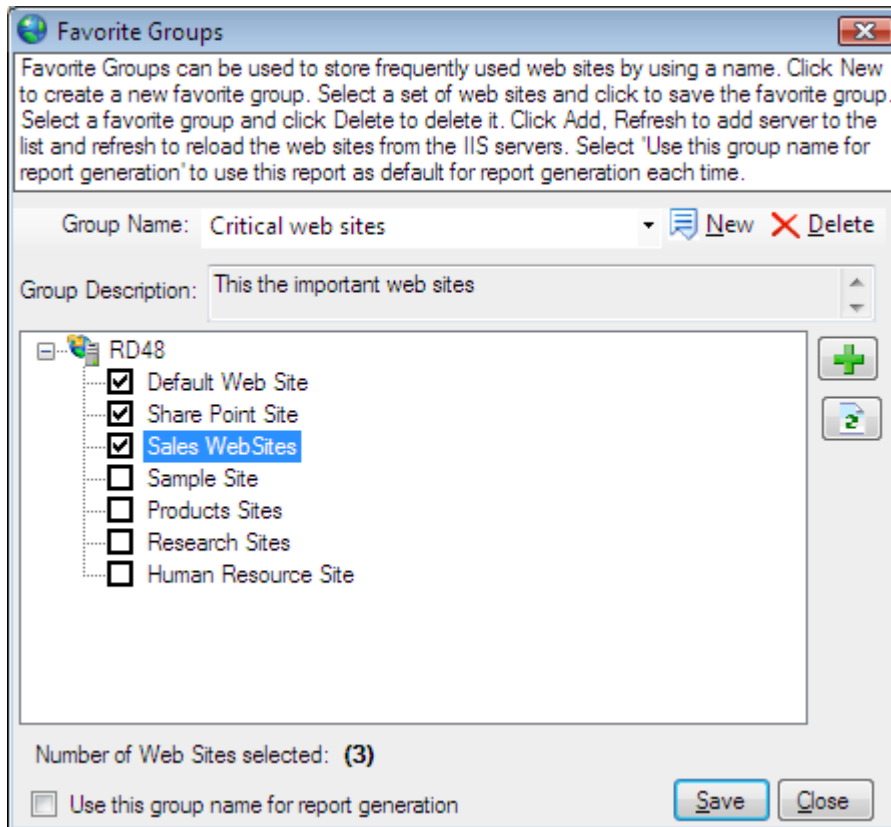 Favorite Groups
Favorite Groups can be used to store frequently used web sites by using a name. Click New
to create a new favorite group. Select a set of web sites and click to save the favorite group.
Select a favorite group and click Delete to delete it. Click Add, Refresh to add server to the
list and refresh to reload the web sites from the IIS servers. Select 'Use this group name for
report generation' to use this report as default for report generation each time.
Group Name: Critical web sites New Delete
Group Description: This the important web sites
RD48
Default Web Site
Share Point Site
Sales WebSites
Sample Site
Products Sites
Research Sites
Human Resource Site
Number of Web Sites selected: (3)
Use this group name for report generation Save Close